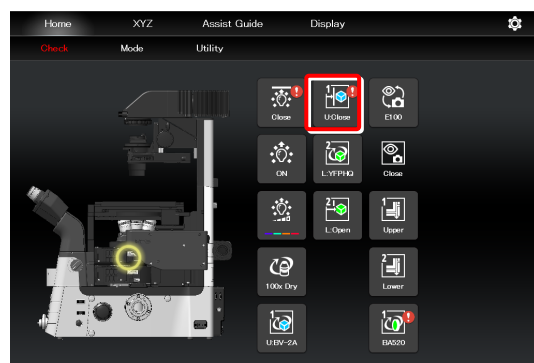 Home XYZ Assist Guide Display
Check Mode Utility
Close U:Close E100
ON L:YFPHQ Close
L:Open Upper
100x Dry Lower
U:BV-2A BA520